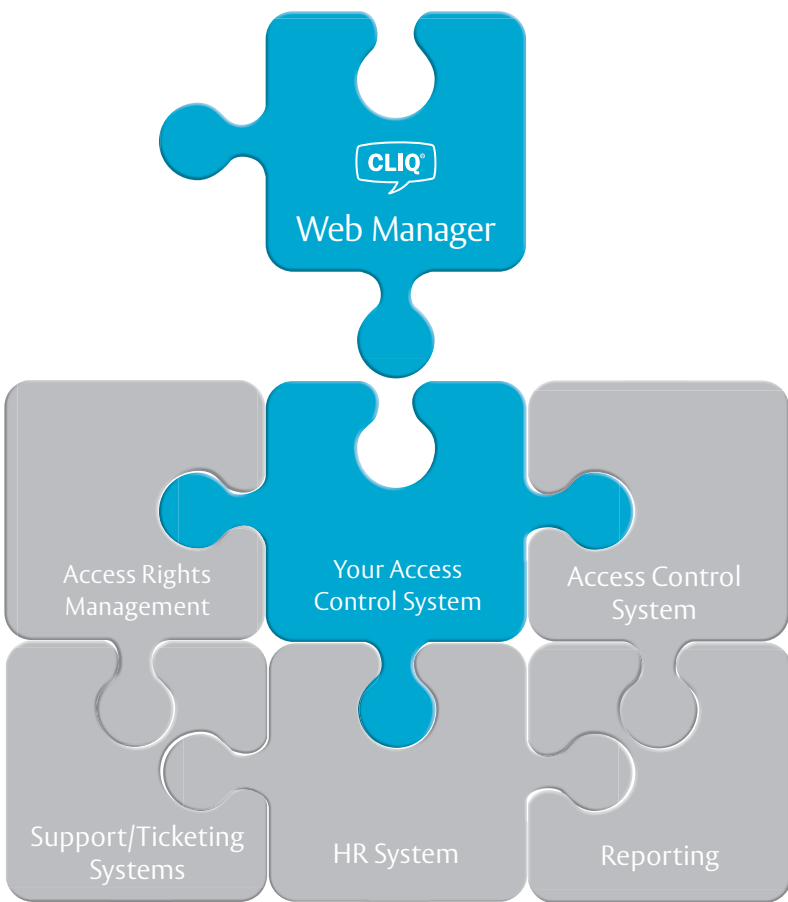 CLIQ®
Web Manager
Access Rights
Management
Your Access
Control System
Access Control
System
Support/Ticketing
Systems
HR System
Reporting